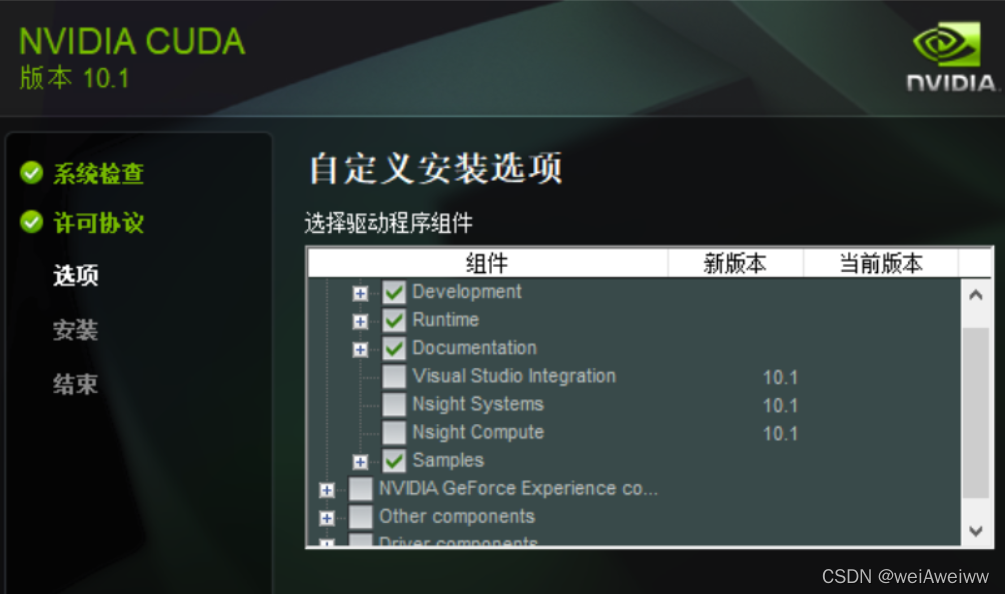 NVIDIA CUDA
版本 10.1
NVIDIA.
系统检查
许可协议
选项
安装
结束
自定义安装选项
选择驱动程序组件
组件 新版本 当前版本
Development
Runtime
Documentation
Visual Studio Integration 10.1
Nsight Systems 10.1
Nsight Compute 10.1
Samples
NVIDIA GeForce Experience co...
Other components
Driver components
CSDN @weiAweiww